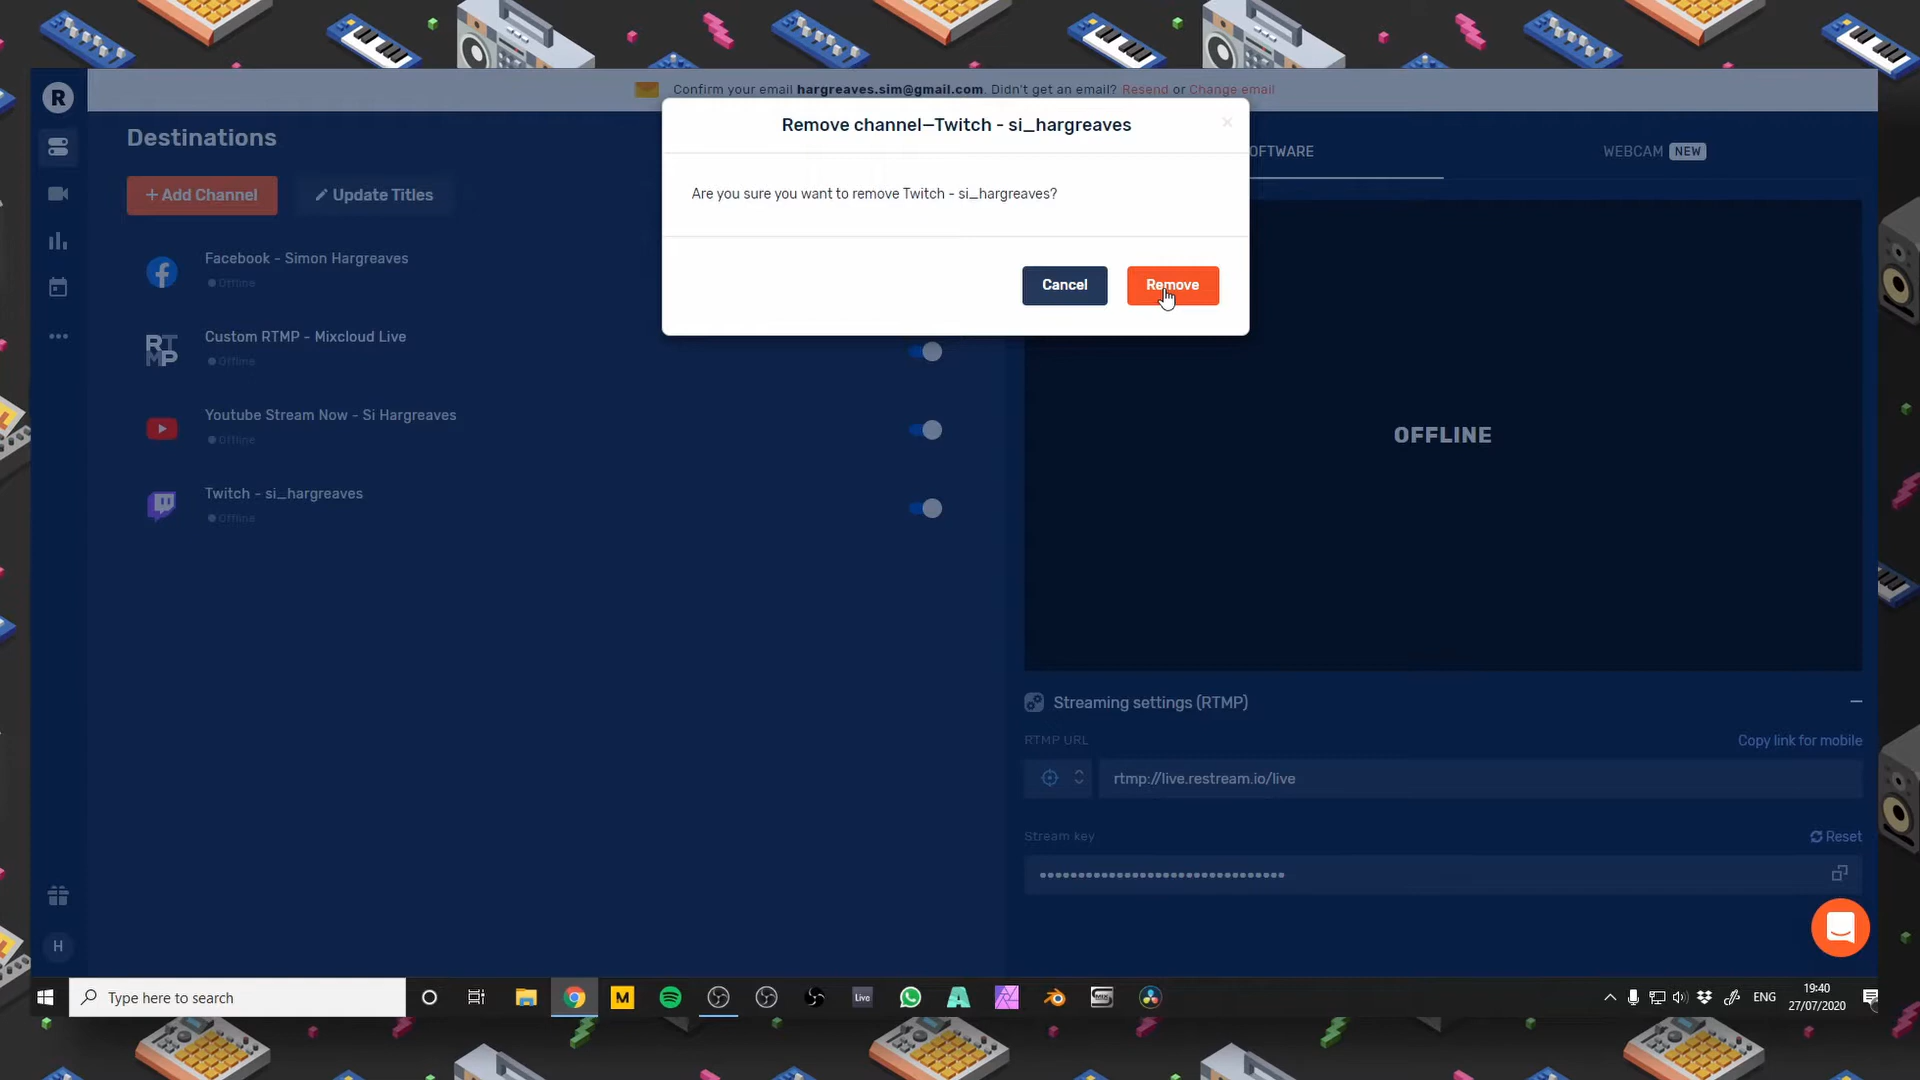 R
Confirm your email hargreaves.sim@gmail.com. Didn't get an email? Resend or Change email
Remove channel—Twitch - si_hargreaves
×
Are you sure you want to remove Twitch - si_hargreaves?
Cancel
Remove
Destinations
+ Add Channel
Update Titles
Facebook - Simon Hargreaves
Offline
RTMP
Custom RTMP - Mixcloud Live
Offline
Youtube Stream Now - Si Hargreaves
Offline
Twitch - si_hargreaves
Offline
OFTWARE
WEBCAM NEW
OFFLINE
Streaming settings (RTMP)
RTMP URL
Copy link for mobile
rtmp://live.restream.io/live
Stream key
Reset
••••••••••••••••••••••••••••••••
H
Type here to search
M
Live
MIX
ENG
19:40
27/07/2020